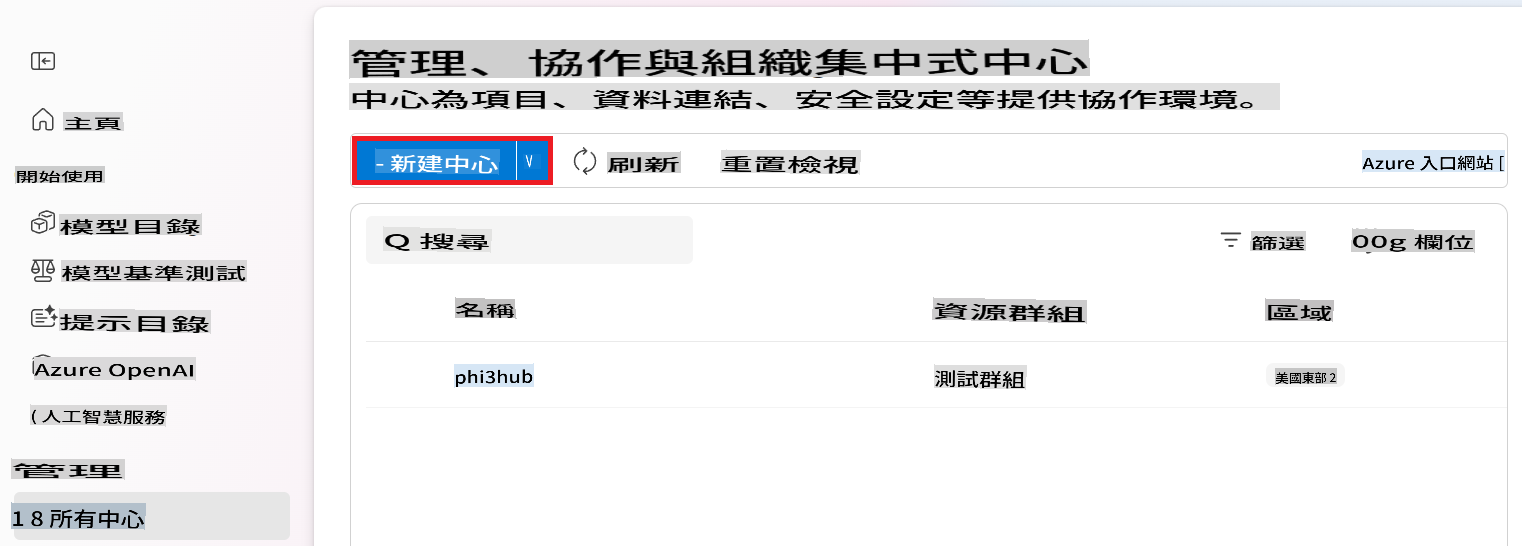 主頁
開始使用
模型目錄
模型基準測試
提示目錄
Azure OpenAI
( 人工智慧服務
管理
1 8 所有中心
管理、協作與組織集中式中心
中心為項目、資料連結、安全設定等提供協作環境。
- 新建中心 V 刷新 重置檢視 Azure 入口網站 [
Q 搜尋 篩選 00g 欄位
名稱 資源群組 區域
phi3hub 測試群組 美國東部 2